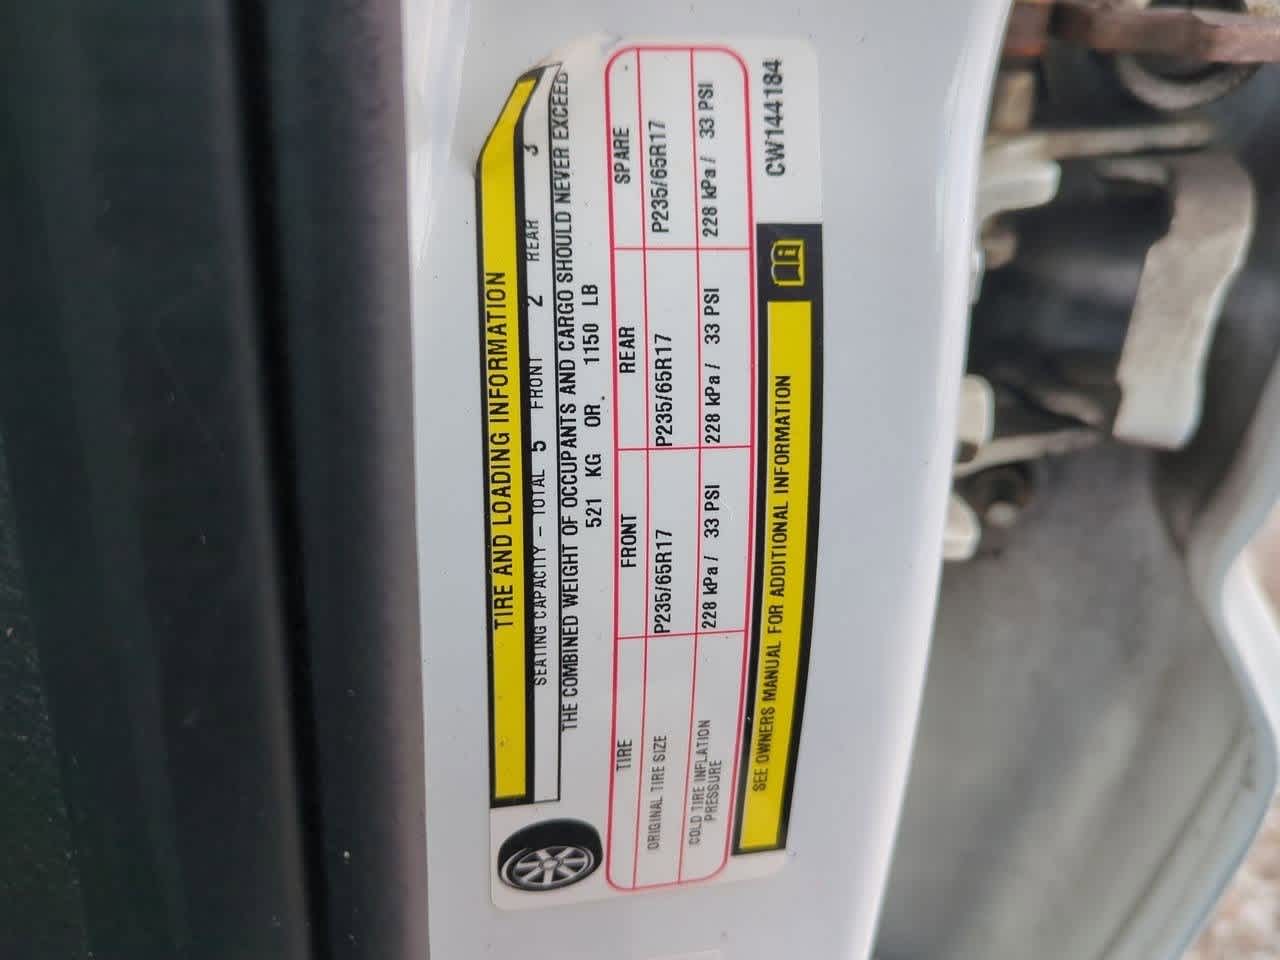 TIRE AND LOADING INFORMATION
SEATING CAPACITY – TOTAL 5 FRONT 2 REAR 3
THE COMBINED WEIGHT OF OCCUPANTS AND CARGO SHOULD NEVER EXCEED
521 KG OR. 1150 LB
TIRE FRONT REAR SPARE
ORIGINAL TIRE SIZE P235/65R17 P235/65R17 P235/65R17
COLD TIRE INFLATION
PRESSURE 228 kPa / 33 PSI 228 kPa / 33 PSI 228 kPa / 33 PSI
SEE OWNERS MANUAL FOR ADDITIONAL INFORMATION
CW144184